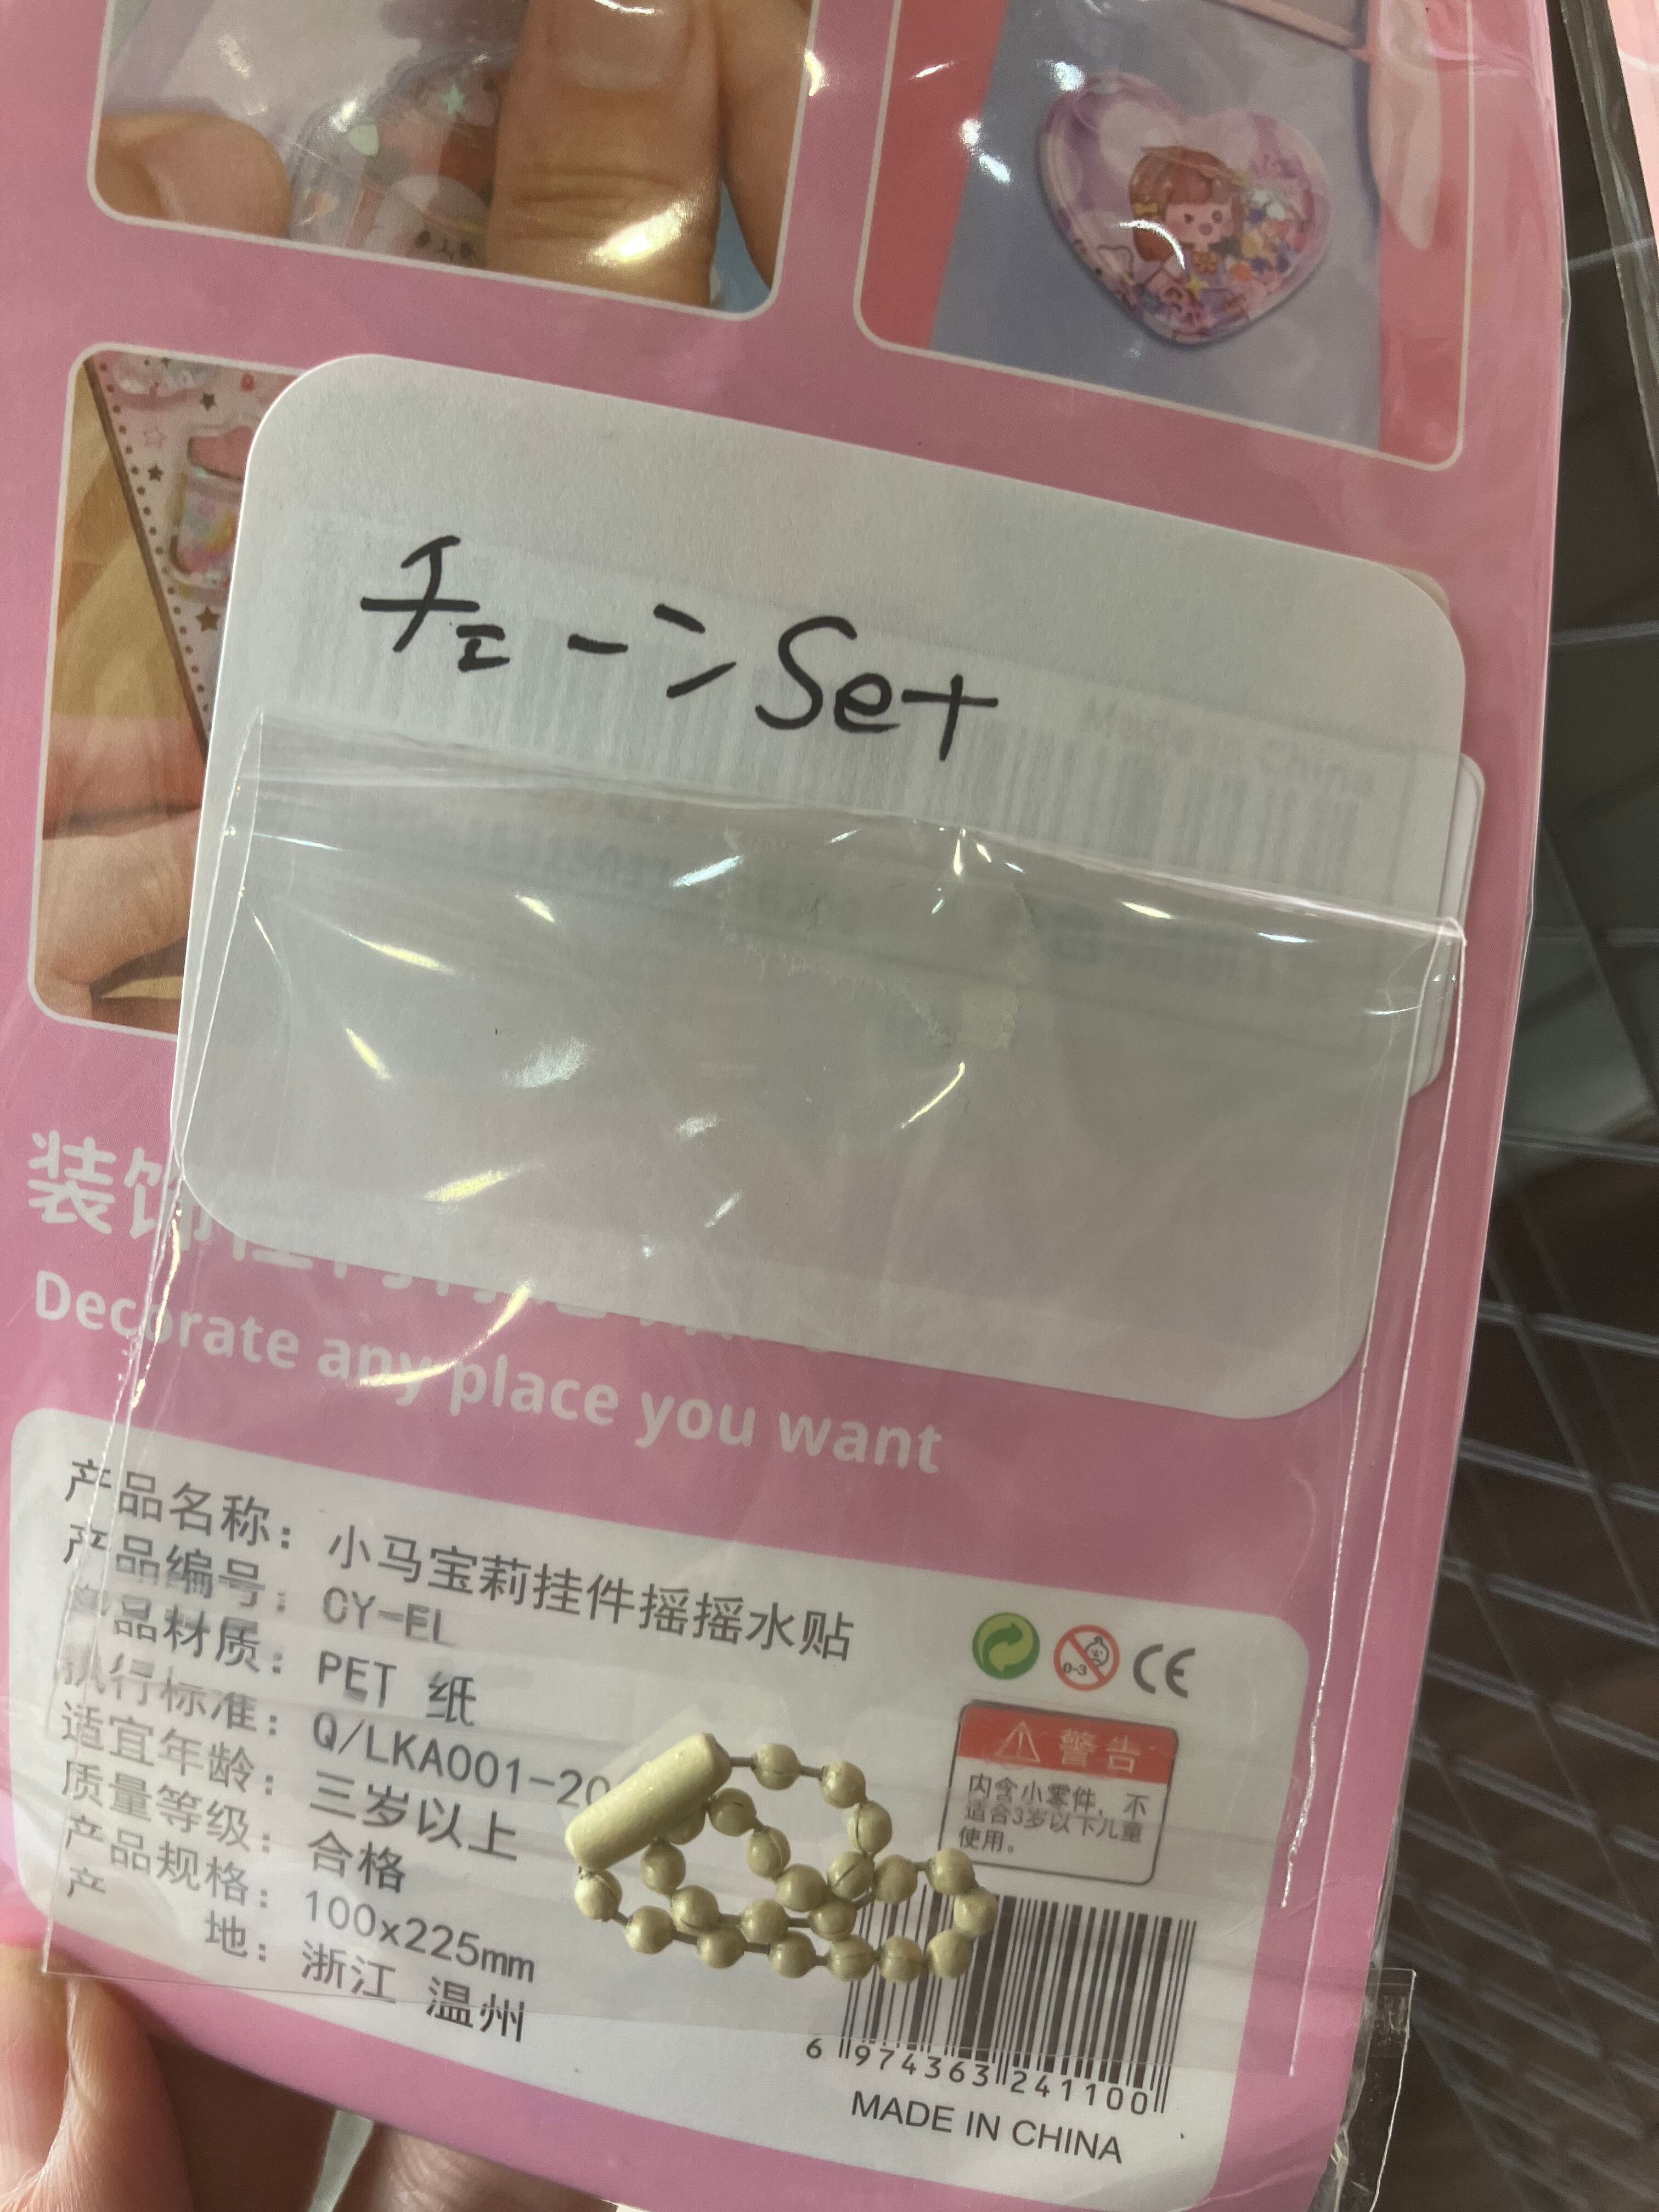 チェーンSet
装饰
Decorate any place you want
产品名称：小马宝莉挂件摇摇水贴
产品编号：CY-EL
产品材质：PET 纸
执行标准：Q/LKA001-20
适宜年龄：三岁以上
质量等级：合格
产品规格：100x225mm
产地：浙江 温州
0-3
CE
警告
内含小零件，不
适合3岁以下儿童
使用。
6 974363 241100
MADE IN CHINA